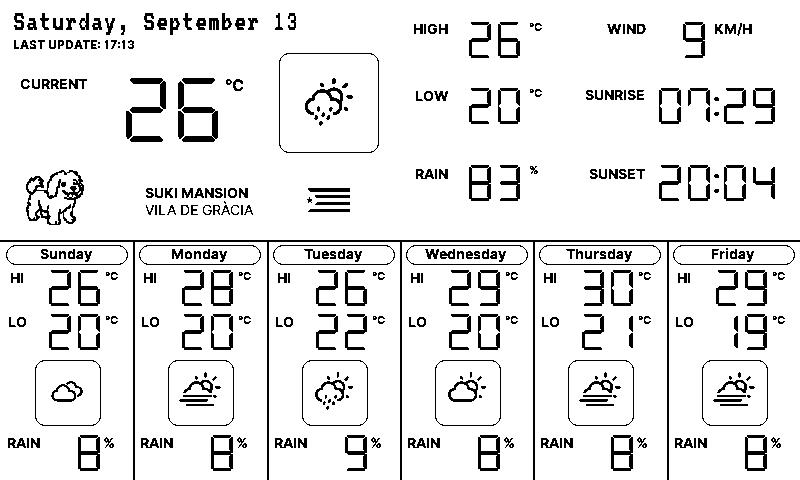 Saturday, September 13
LAST UPDATE: 17:13
CURRENT 26 °C
SUKI MANSION
VILA DE GRÀCIA
HIGH 26 °C
LOW 20 °C
RAIN 83 %
WIND 9 KM/H
SUNRISE 07:29
SUNSET 20:04
Sunday
HI 26 °C
LO 20 °C
RAIN 8 %
Monday
HI 28 °C
LO 20 °C
RAIN 8 %
Tuesday
HI 26 °C
LO 22 °C
RAIN 9 %
Wednesday
HI 29 °C
LO 20 °C
RAIN 8 %
Thursday
HI 30 °C
LO 21 °C
RAIN 8 %
Friday
HI 29 °C
LO 19 °C
RAIN 8 %